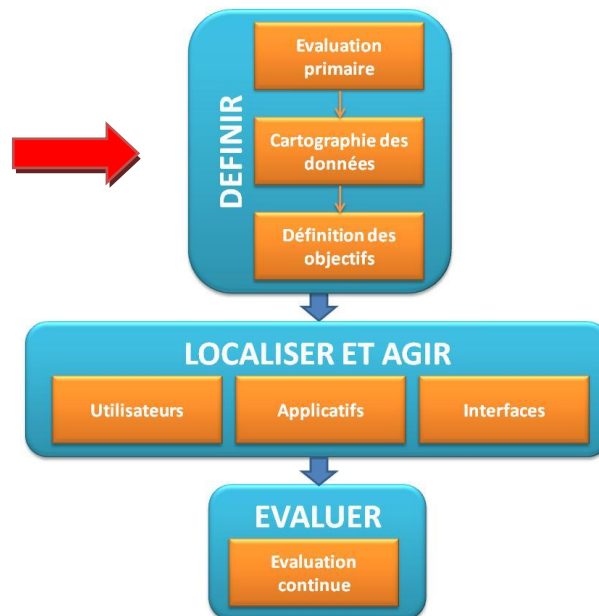 DEFINIR
Evaluation
primaire
Cartographie des
données
Définition des
objectifs
LOCALISER ET AGIR
Utilisateurs
Applicatifs
Interfaces
EVALUER
Evaluation
continue